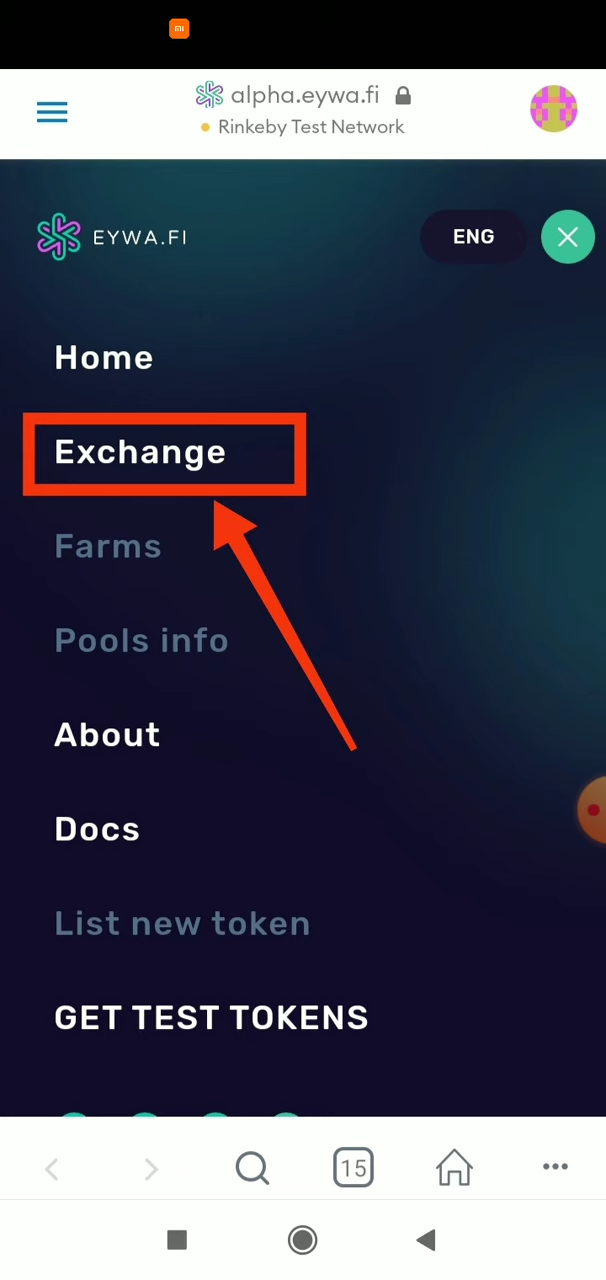 alpha.eywa.fi
Rinkeby Test Network
EYWA.FI
ENG
Home
Exchange
Farms
Pools info
About
Docs
List new token
GET TEST TOKENS
15